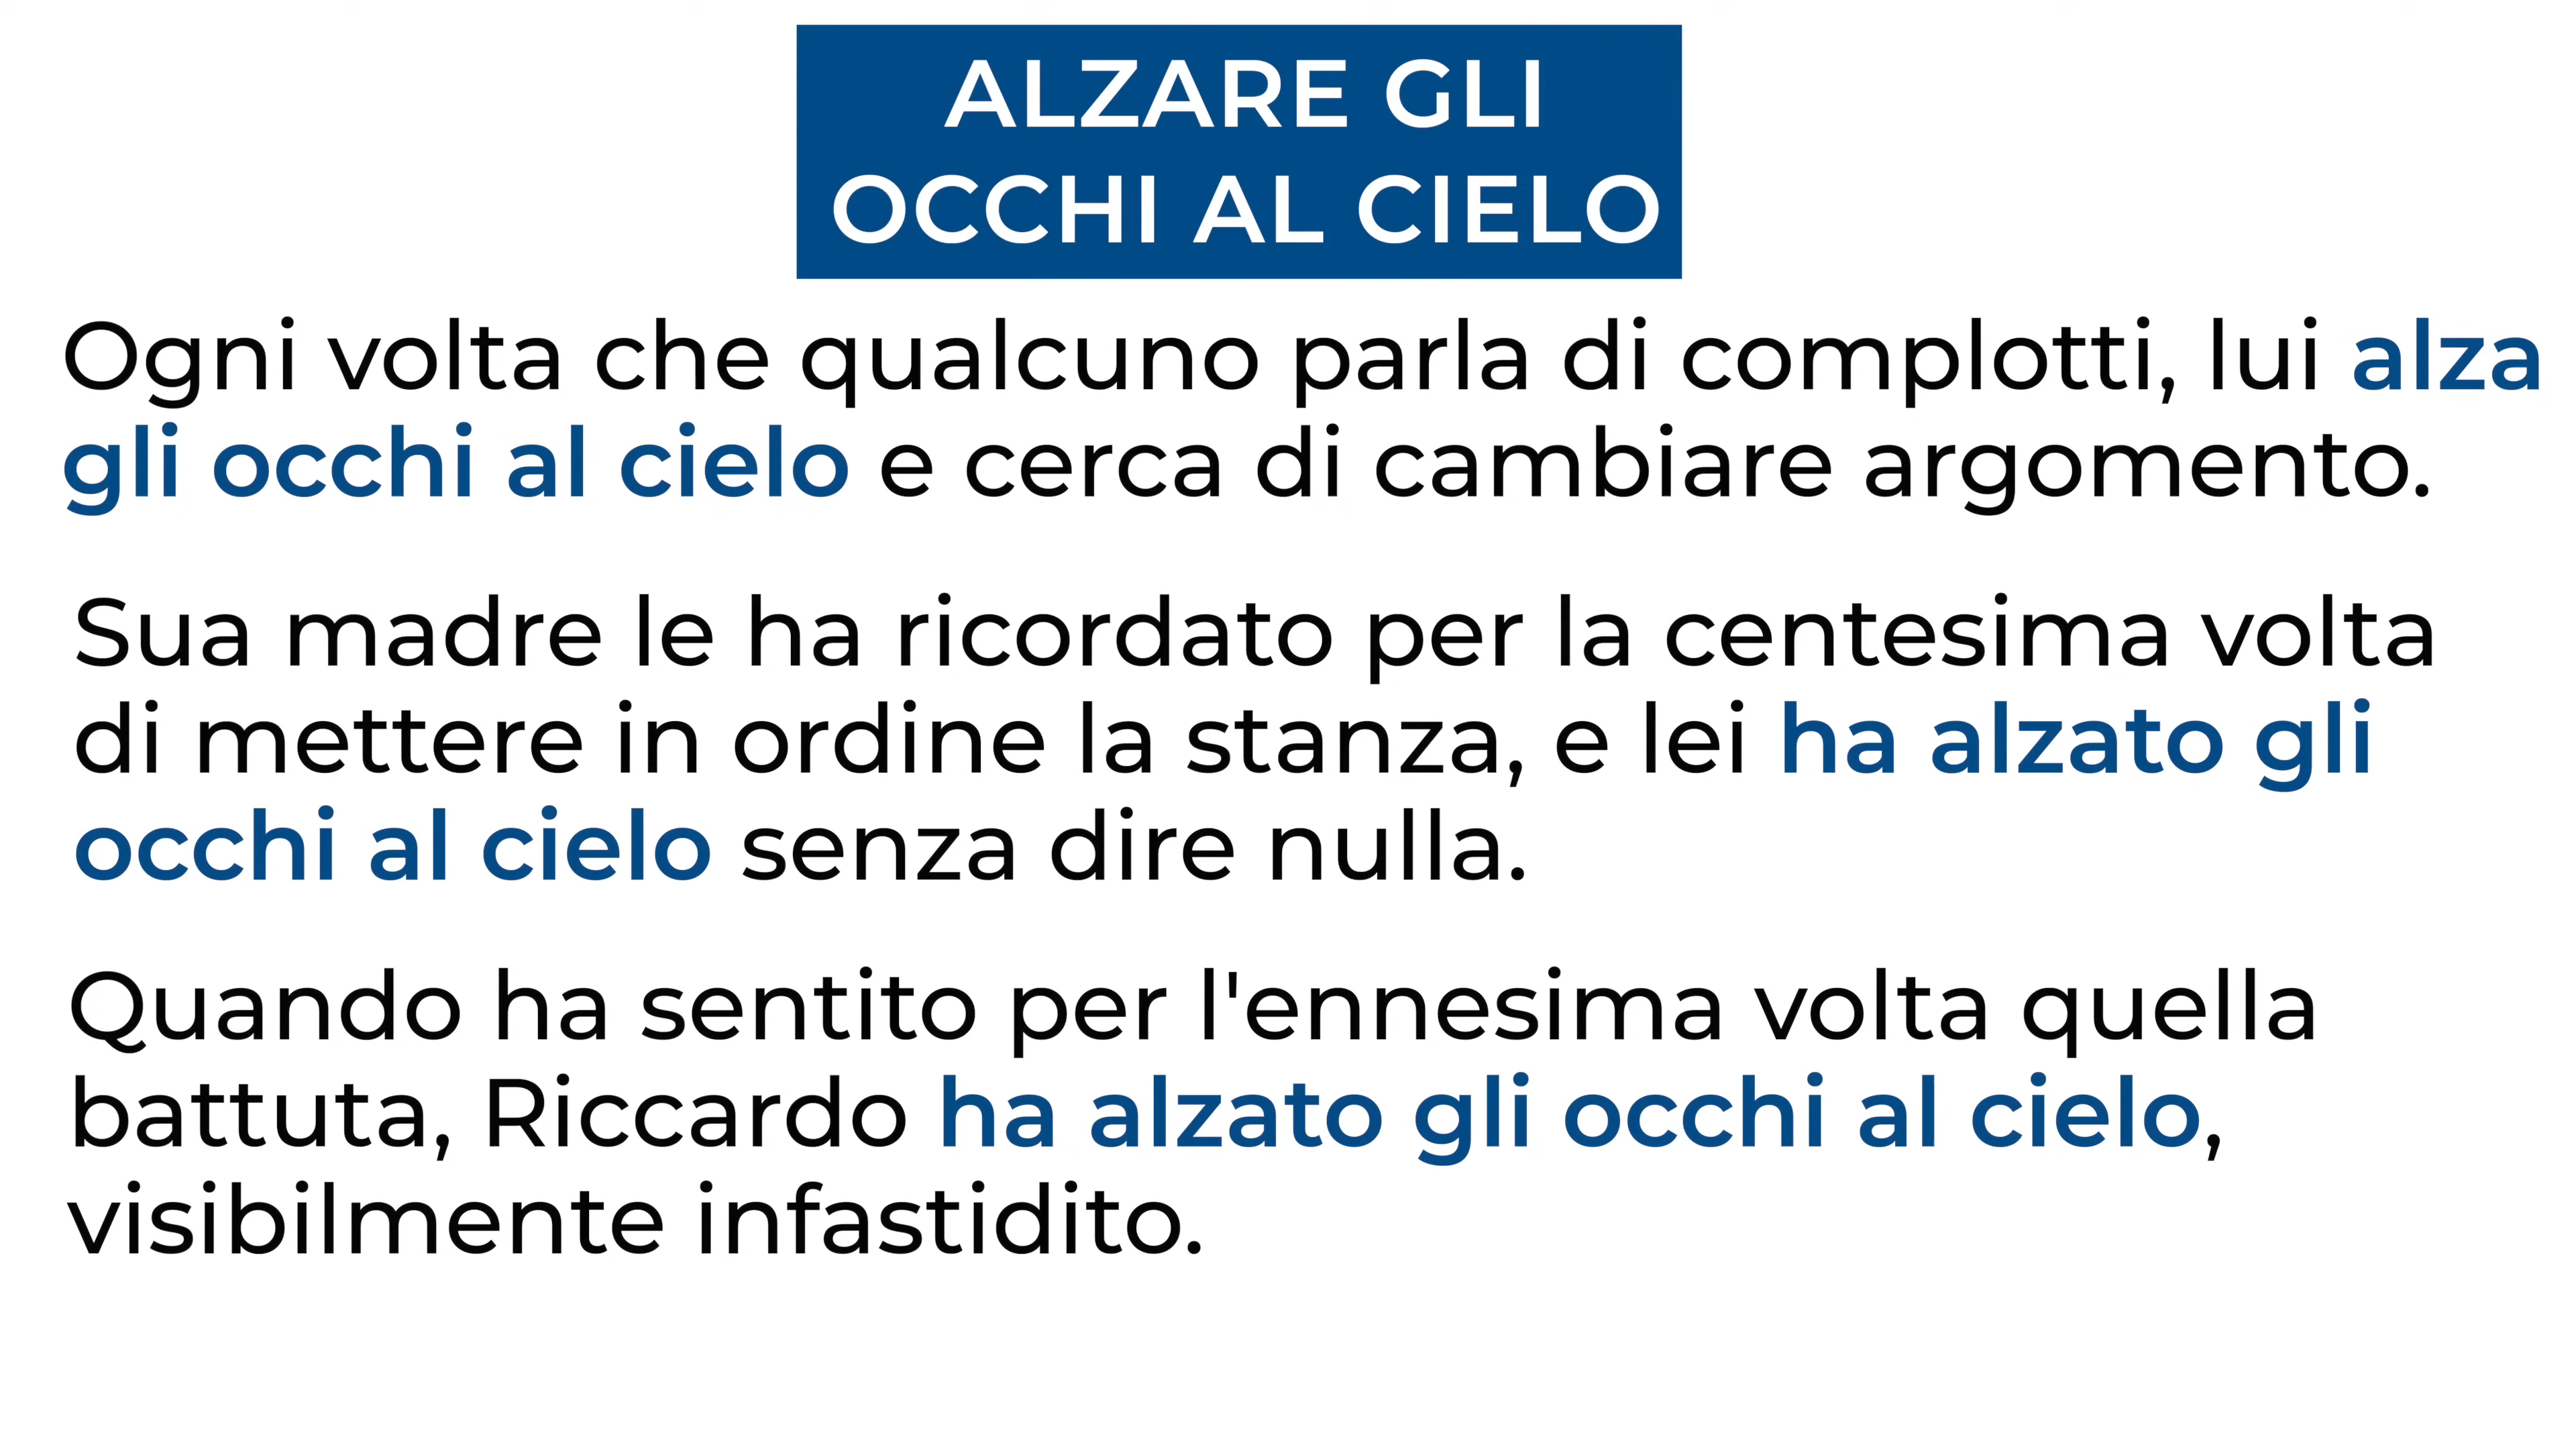 ALZARE GLI
OCCHI AL CIELO
Ogni volta che qualcuno parla di complotti, lui alza
gli occhi al cielo e cerca di cambiare argomento.
Sua madre le ha ricordato per la centesima volta
di mettere in ordine la stanza, e lei ha alzato gli
occhi al cielo senza dire nulla.
Quando ha sentito per l'ennesima volta quella
battuta, Riccardo ha alzato gli occhi al cielo,
visibilmente infastidito.